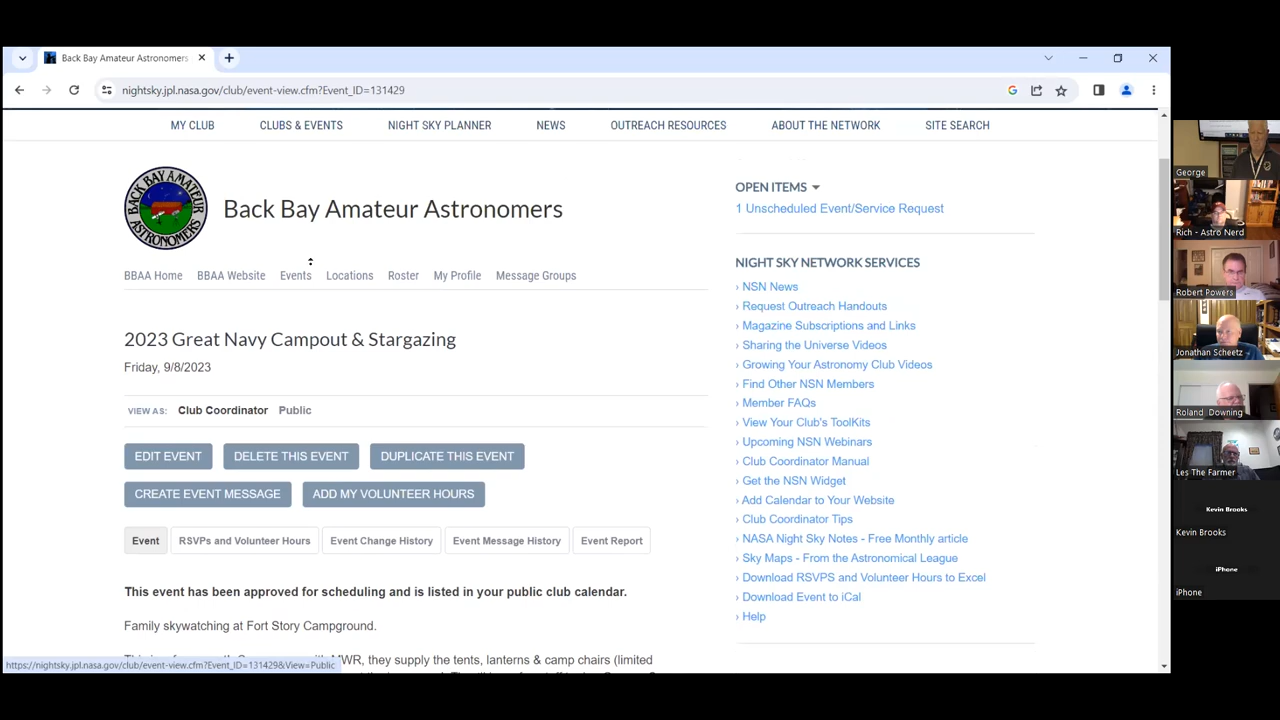 Back Bay Amateur Astronomers
nightsky.jpl.nasa.gov/club/event-view.cfm?Event_ID=131429
MY CLUB CLUBS & EVENTS NIGHT SKY PLANNER NEWS OUTREACH RESOURCES ABOUT THE NETWORK SITE SEARCH
BACK BAY AMATEUR ASTRONOMERS
Back Bay Amateur Astronomers
BBAA Home BBAA Website Events Locations Roster My Profile Message Groups
2023 Great Navy Campout & Stargazing
Friday, 9/8/2023
VIEW AS: Club Coordinator Public
EDIT EVENT DELETE THIS EVENT DUPLICATE THIS EVENT
CREATE EVENT MESSAGE ADD MY VOLUNTEER HOURS
Event RSVPs and Volunteer Hours Event Change History Event Message History Event Report
This event has been approved for scheduling and is listed in your public club calendar.
Family skywatching at Fort Story Campground.
MWR, they supply the tents, lanterns & camp chairs (limited
https://nightsky.jpl.nasa.gov/club/event-view.cfm?Event_ID=131429&View=Public
OPEN ITEMS
1 Unscheduled Event/Service Request
NIGHT SKY NETWORK SERVICES
› NSN News
› Request Outreach Handouts
› Magazine Subscriptions and Links
› Sharing the Universe Videos
› Growing Your Astronomy Club Videos
› Find Other NSN Members
› Member FAQs
› View Your Club's ToolKits
› Upcoming NSN Webinars
› Club Coordinator Manual
› Get the NSN Widget
› Add Calendar to Your Website
› Club Coordinator Tips
› NASA Night Sky Notes - Free Monthly article
› Sky Maps - From the Astronomical League
› Download RSVPS and Volunteer Hours to Excel
› Download Event to iCal
› Help
George
Rich - Astro Nerd
Robert Powers
Jonathan Scheetz
Roland Downing
Les The Farmer
Kevin Brooks
Kevin Brooks
iPhone
iPhone